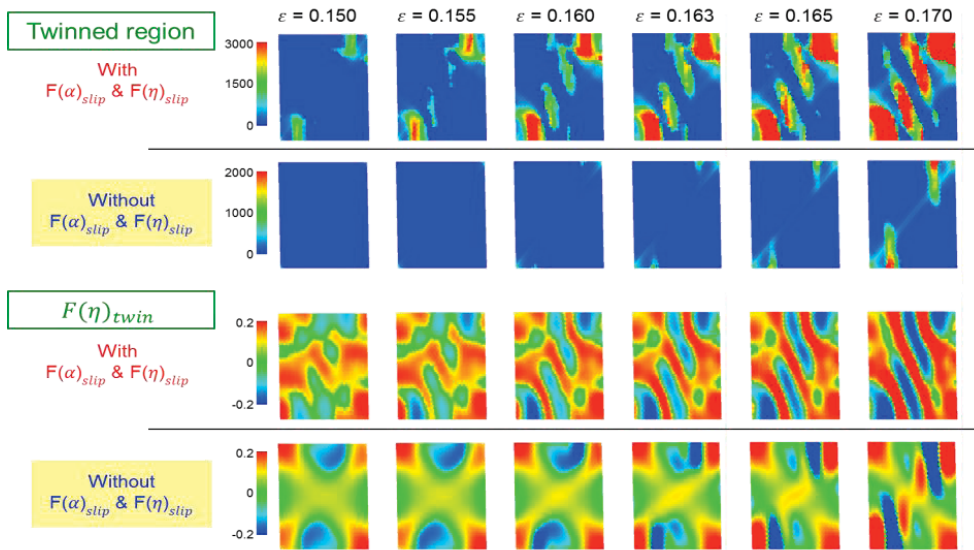 ε = 0.150 ε = 0.155 ε = 0.160 ε = 0.163 ε = 0.165 ε = 0.170
Twinned region
With
F(α)slip & F(η)slip
3000
1500
0
Without
F(α)slip & F(η)slip
2000
1000
0
F(η)twin
With
F(α)slip & F(η)slip
0.2
0
-0.2
Without
F(α)slip & F(η)slip
0.2
0
-0.2